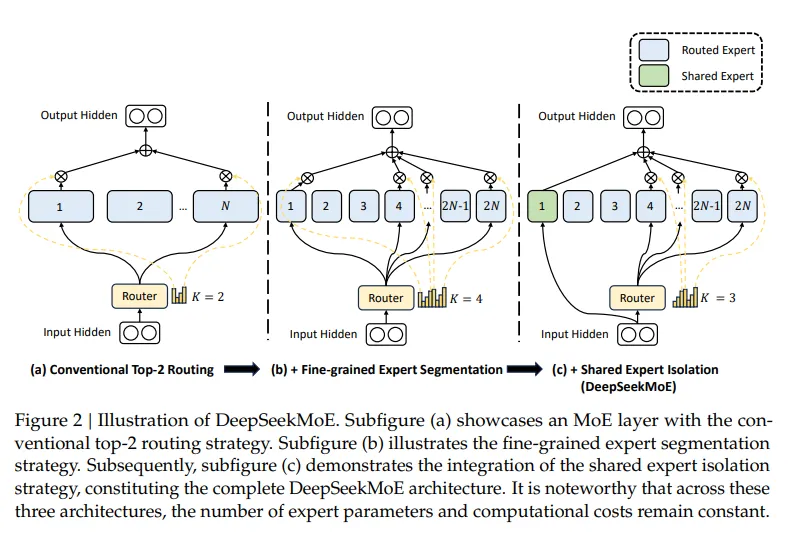 Routed Expert
Shared Expert
Output Hidden
1
2
...
N
Router
K = 2
Input Hidden
(a) Conventional Top-2 Routing
Output Hidden
1
2
3
4
...
2N-1
2N
Router
K = 4
Input Hidden
(b) + Fine-grained Expert Segmentation
Output Hidden
1
2
3
4
...
2N-1
2N
Router
K = 3
Input Hidden
(c) + Shared Expert Isolation
(DeepSeekMoE)
Figure 2 | Illustration of DeepSeekMoE. Subfigure (a) showcases an MoE layer with the con-
ventional top-2 routing strategy. Subfigure (b) illustrates the fine-grained expert segmentation
strategy. Subsequently, subfigure (c) demonstrates the integration of the shared expert isolation
strategy, constituting the complete DeepSeekMoE architecture. It is noteworthy that across these
three architectures, the number of expert parameters and computational costs remain constant.